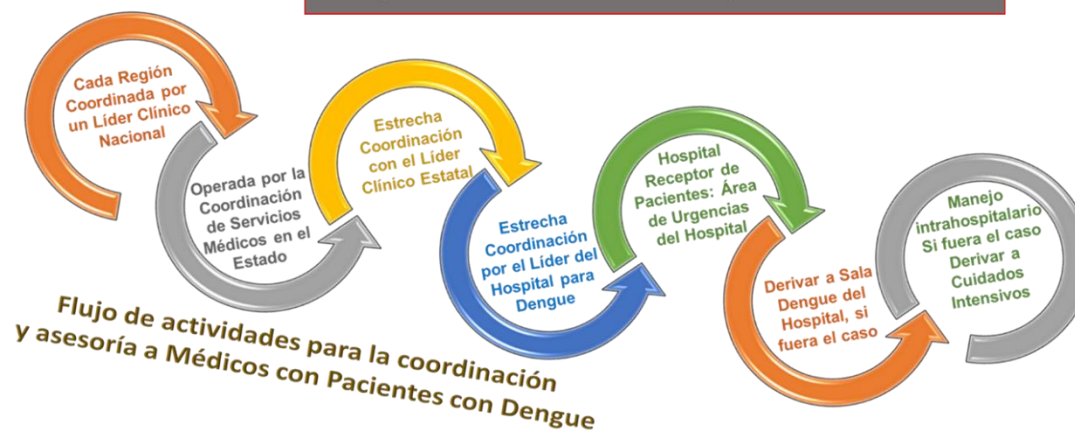 Cada Región
Coordinada por
un Líder Clínico
Nacional
Operada por la
Coordinación
de Servicios
Médicos en el
Estado
Estrecha
Coordinación
con el Líder
Clínico Estatal
Estrecha
Coordinación
por el Líder del
Hospital para
Dengue
Hospital
Receptor de
Pacientes: Área
de Urgencias
del Hospital
Derivar a Sala
Dengue del
Hospital, si
fuera el caso
Manejo
intrahospitalario
Si fuera el caso
Derivar a
Cuidados
Intensivos
Flujo de actividades para la coordinación
y asesoría a Médicos con Pacientes con Dengue